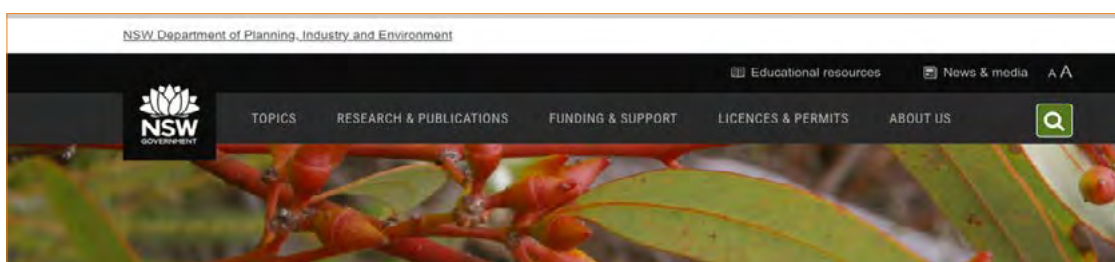 NSW Department of Planning, Industry and Environment
Educational resources
News & media
A A
NSW
GOVERNMENT
TOPICS
RESEARCH & PUBLICATIONS
FUNDING & SUPPORT
LICENCES & PERMITS
ABOUT US